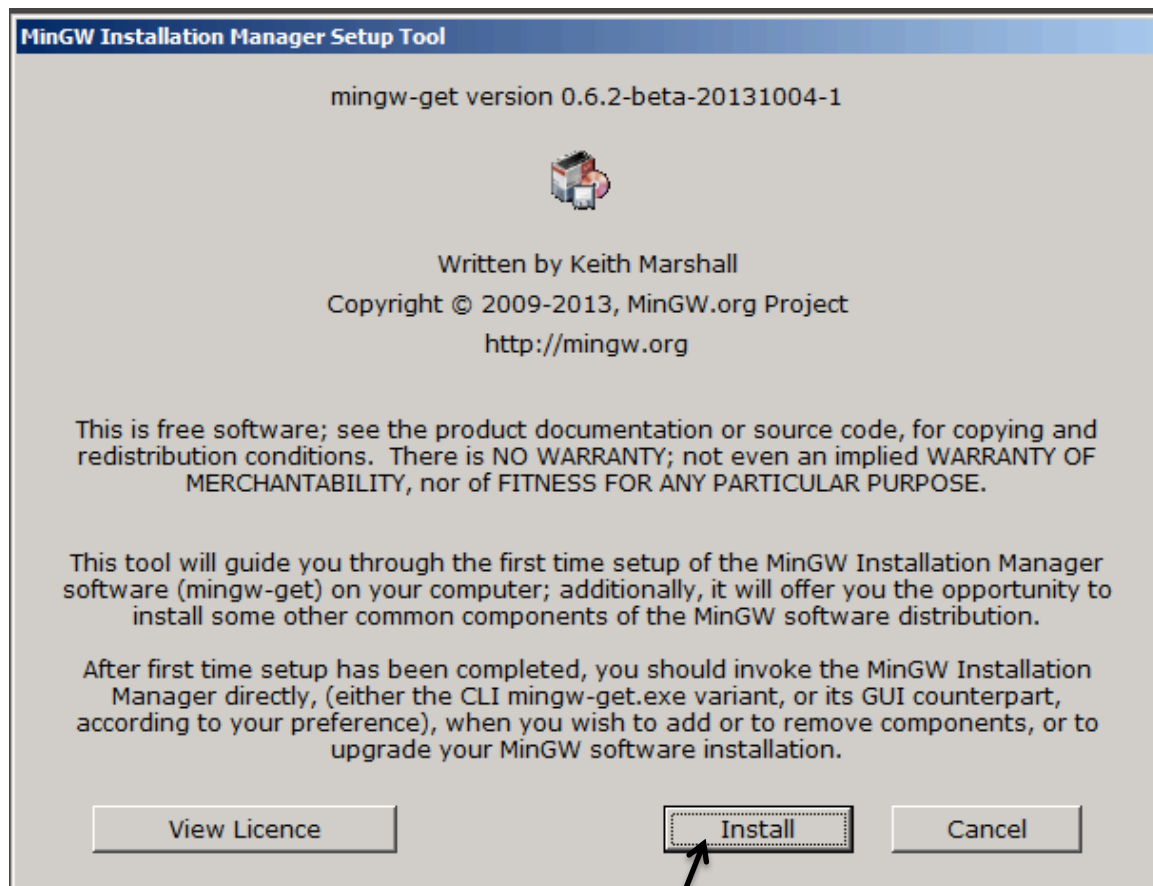 MinGW Installation Manager Setup Tool
mingw-get version 0.6.2-beta-20131004-1
Written by Keith Marshall
Copyright © 2009-2013, MinGW.org Project
http://mingw.org
This is free software; see the product documentation or source code, for copying and
redistribution conditions.  There is NO WARRANTY; not even an implied WARRANTY OF
MERCHANTABILITY, nor of FITNESS FOR ANY PARTICULAR PURPOSE.
This tool will guide you through the first time setup of the MinGW Installation Manager
software (mingw-get) on your computer; additionally, it will offer you the opportunity to
install some other common components of the MinGW software distribution.
After first time setup has been completed, you should invoke the MinGW Installation
Manager directly, (either the CLI mingw-get.exe variant, or its GUI counterpart,
according to your preference), when you wish to add or to remove components, or to
upgrade your MinGW software installation.
View Licence
Install
Cancel